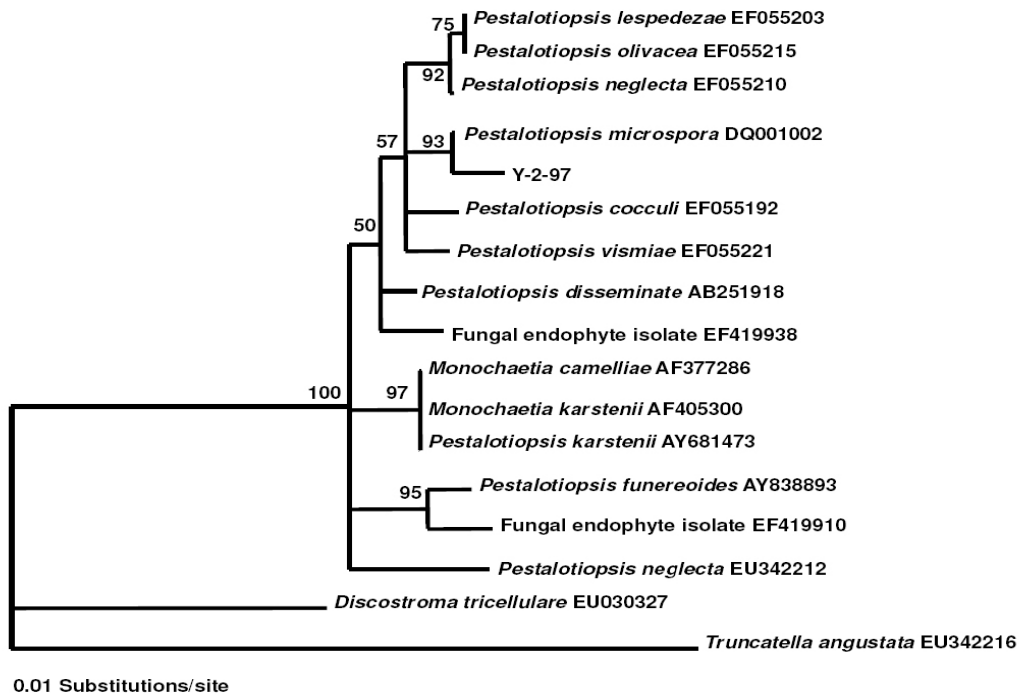 75
Pestalotiopsis lespedezae EF055203
Pestalotiopsis olivacea EF055215
92
Pestalotiopsis neglecta EF055210
57
93
Pestalotiopsis microspora DQ001002
Y-2-97
Pestalotiopsis cocculi EF055192
50
Pestalotiopsis vismiae EF055221
Pestalotiopsis disseminate AB251918
Fungal endophyte isolate EF419938
Monochaetia camelliae AF377286
100
97
Monochaetia karstenii AF405300
Pestalotiopsis karstenii AY681473
95
Pestalotiopsis funereoides AY838893
Fungal endophyte isolate EF419910
Pestalotiopsis neglecta EU342212
Discostroma tricellulare EU030327
Truncatella angustata EU342216
0.01 Substitutions/site